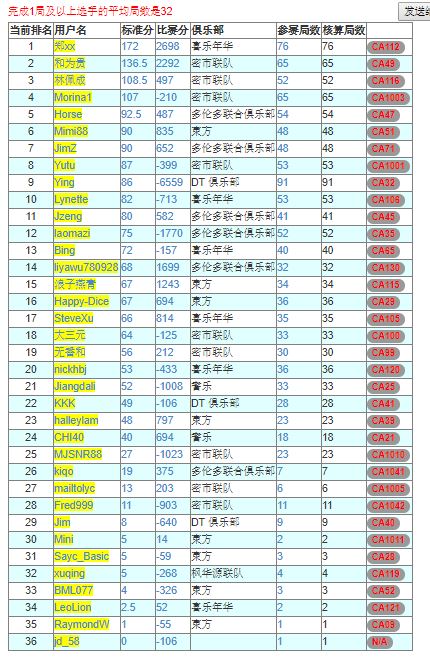 完成1局及以上选手的平均局数是32
发送
当前排名 用户名 标准分 比赛分 俱乐部 参赛局数 核算局数
1 郑xx 172 2698 喜乐年华 76 76 CA112
2 和为贵 136.5 2292 密市联队 65 65 CA49
3 林佩成 108.5 497 密市联队 52 52 CA116
4 Morina1 107 -210 密市联队 65 65 CA1003
5 Horse 92.5 487 多伦多联合俱乐部 54 54 CA47
6 Mimi88 90 835 東方 48 48 CA51
7 JimZ 90 652 多伦多联合俱乐部 48 48 CA71
8 Yutu 87 -399 密市联队 53 53 CA1001
9 Ying 86 -6559 DT 俱乐部 91 91 CA32
10 Lynette 82 -713 喜乐年华 53 53 CA106
11 Jzeng 80 582 多伦多联合俱乐部 41 41 CA45
12 laomazi 75 -1770 多伦多联合俱乐部 52 52 CA35
13 Bing 72 -157 喜乐年华 40 40 CA65
14 liyawu780928 68 1699 多伦多联合俱乐部 32 32 CA130
15 浪子燕青 67 1243 東方 34 34 CA115
16 Happy-Dice 67 694 東方 36 36 CA29
17 SteveXu 66 814 喜乐年华 35 35 CA105
18 大三元 64 -125 密市联队 33 33 CA100
19 无香和 56 212 密市联队 30 30 CA99
20 nickhbj 53 -433 喜乐年华 36 36 CA120
21 Jiangdali 52 -1008 耆乐 33 33 CA25
22 KKK 49 -106 DT 俱乐部 28 28 CA41
23 halleylam 48 797 東方 23 23 CA39
24 CHI40 40 694 耆乐 18 18 CA21
25 MJSNR88 27 -1023 密市联队 23 23 CA1010
26 kiqo 19 375 多伦多联合俱乐部 7 7 CA1041
27 mailtolyc 13 203 密市联队 6 6 CA1005
28 Fred999 11 -903 密市联队 11 11 CA1042
29 Jim 8 -640 DT 俱乐部 9 9 CA40
30 Mini 5 14 東方 2 2 CA1011
31 Sayc_Basic 5 -59 東方 3 3 CA28
32 xuqing 5 -268 枫华源联队 4 4 CA119
33 BML077 4 -326 東方 3 3 CA52
34 LeoLion 2.5 52 喜乐年华 2 2 CA121
35 RaymondW 1 -55 東方 1 1 CA09
36 jd_58 0 -106 1 1 N/A